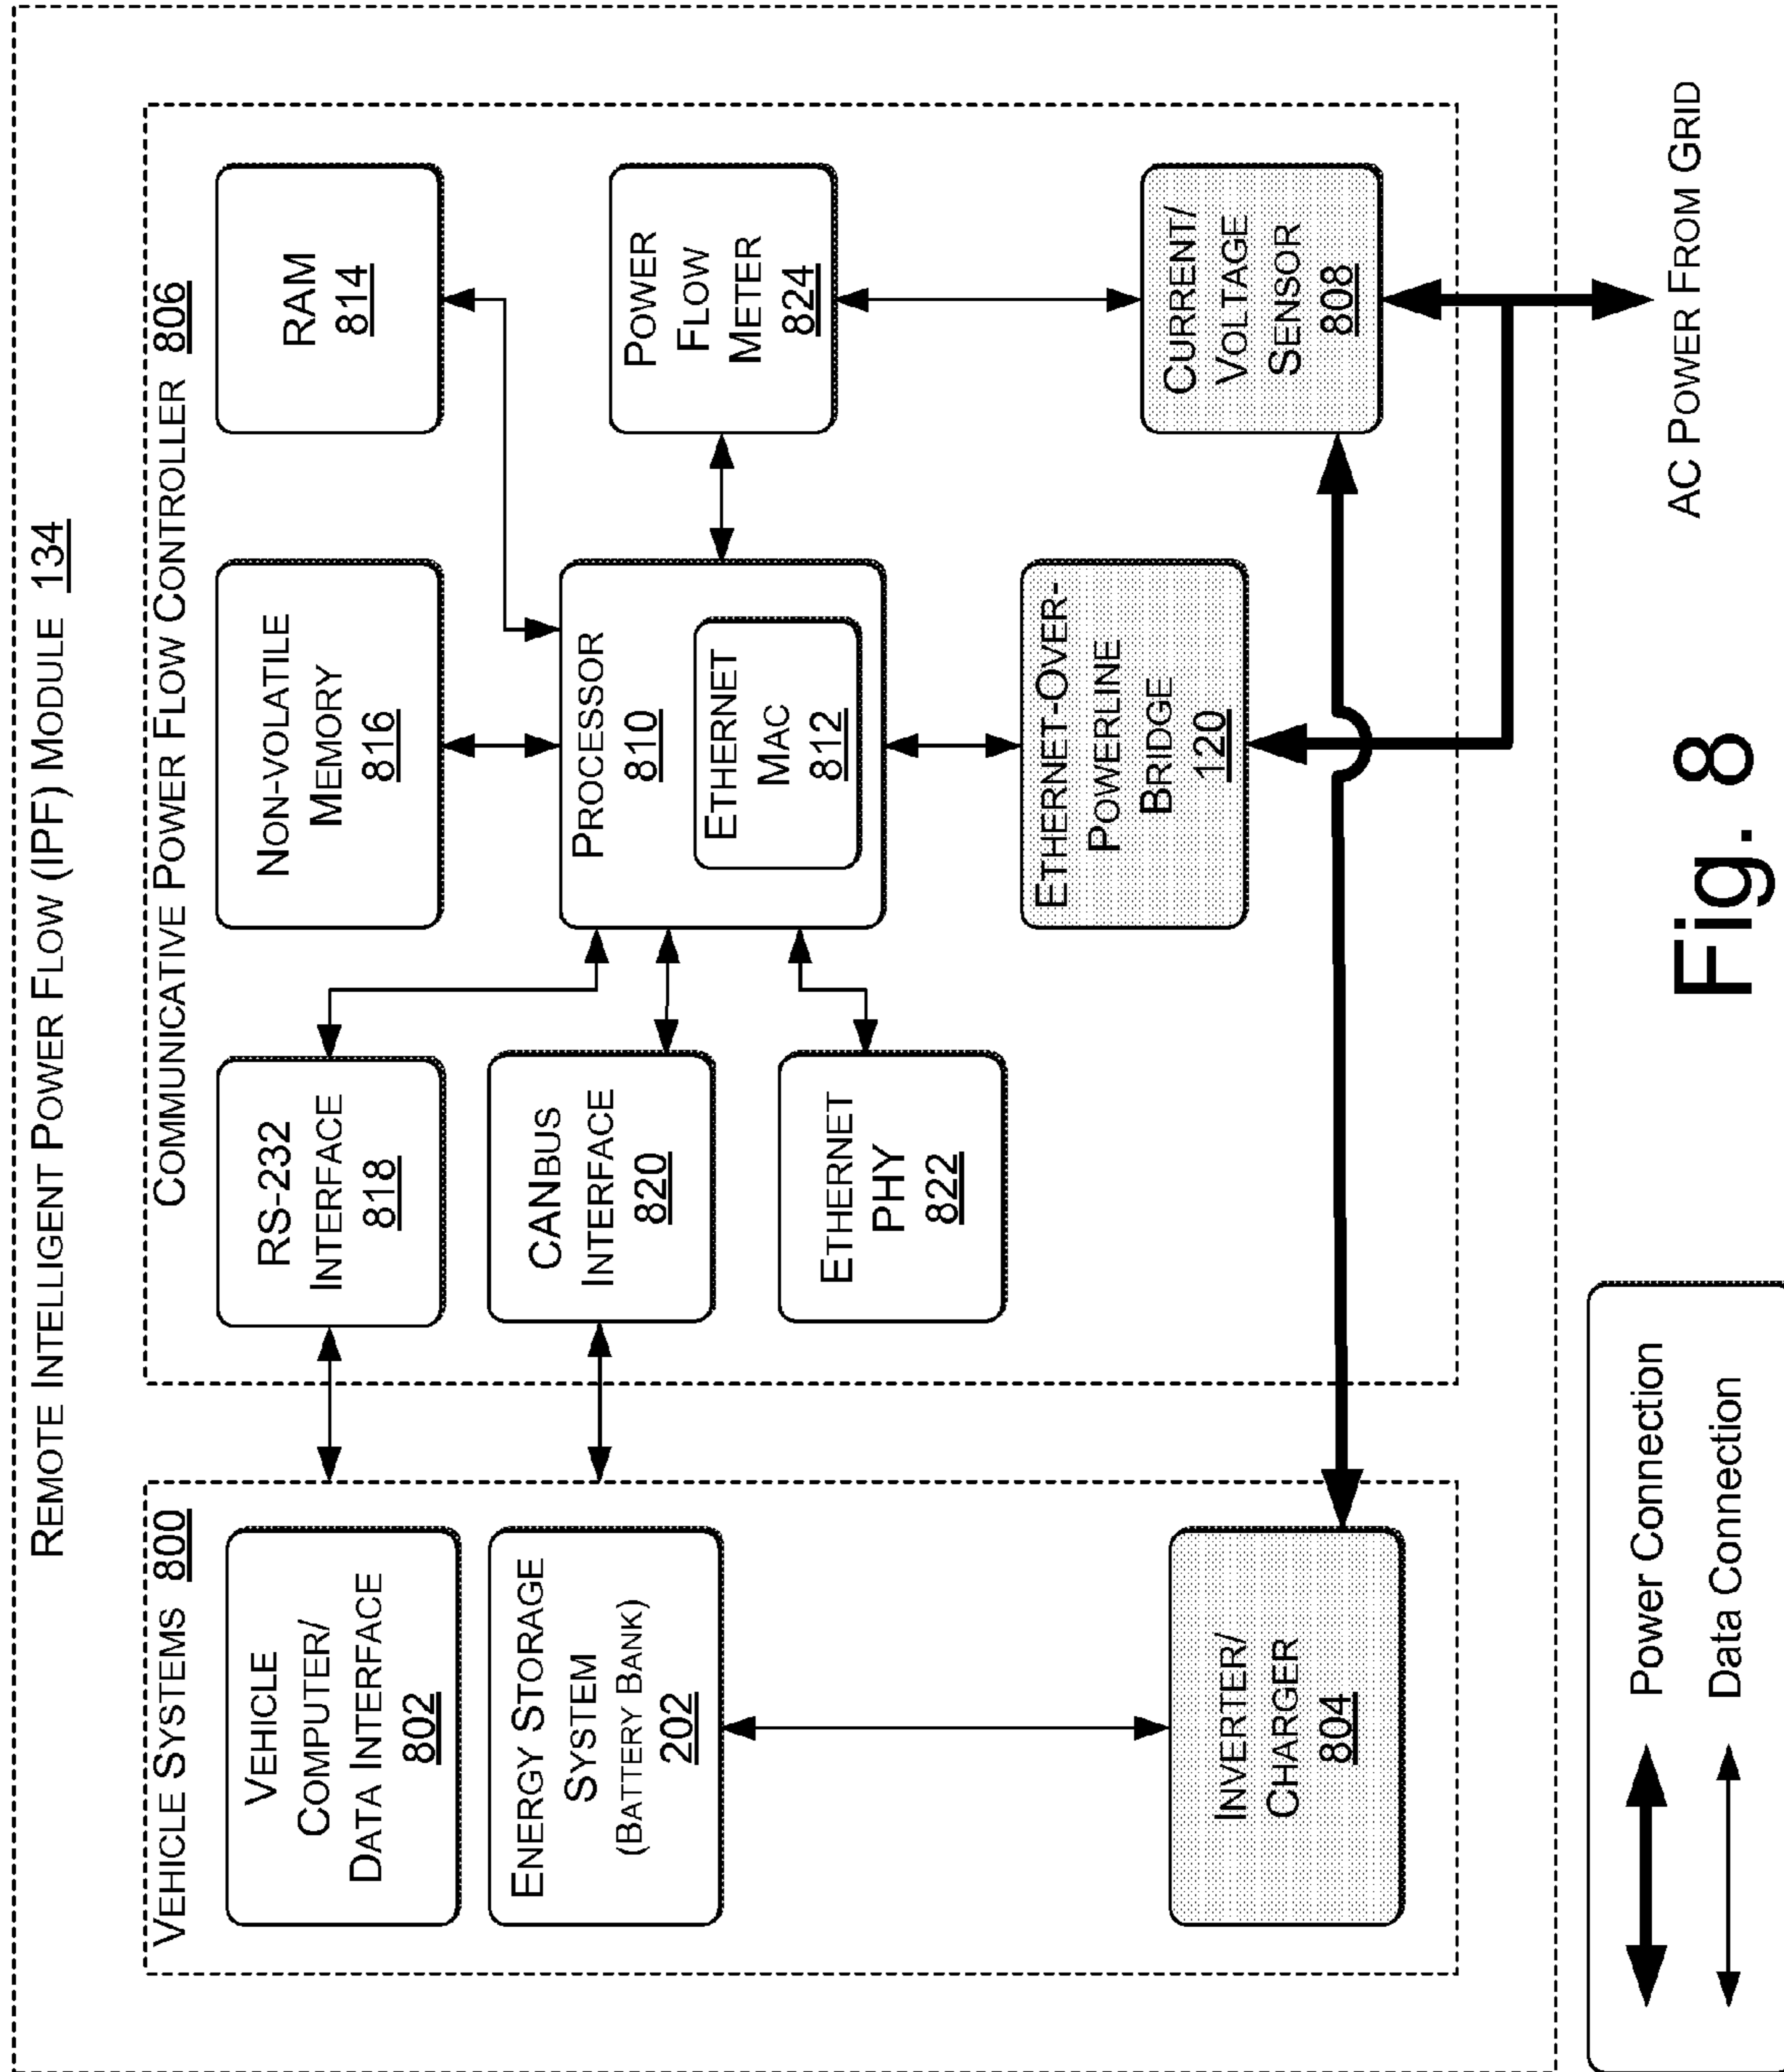 REMOTE INTELLIGENT POWER FLOW (IPF) MODULE 134
VEHICLE SYSTEMS 800
VEHICLE
COMPUTER/
DATA INTERFACE
802
ENERGY STORAGE
SYSTEM
(BATTERY BANK)
202
INVERTER/
CHARGER
804
COMMUNICATIVE POWER FLOW CONTROLLER 806
RS-232
INTERFACE
818
CANBUS
INTERFACE
820
ETHERNET
PHY
822
NON-VOLATILE
MEMORY
816
PROCESSOR
810
ETHERNET
MAC
812
ETHERNET-OVER-
POWERLINE
BRIDGE
120
RAM
814
POWER
FLOW
METER
824
CURRENT/
VOLTAGE
SENSOR
808
Power Connection
Data Connection
AC POWER FROM GRID
Fig. 8